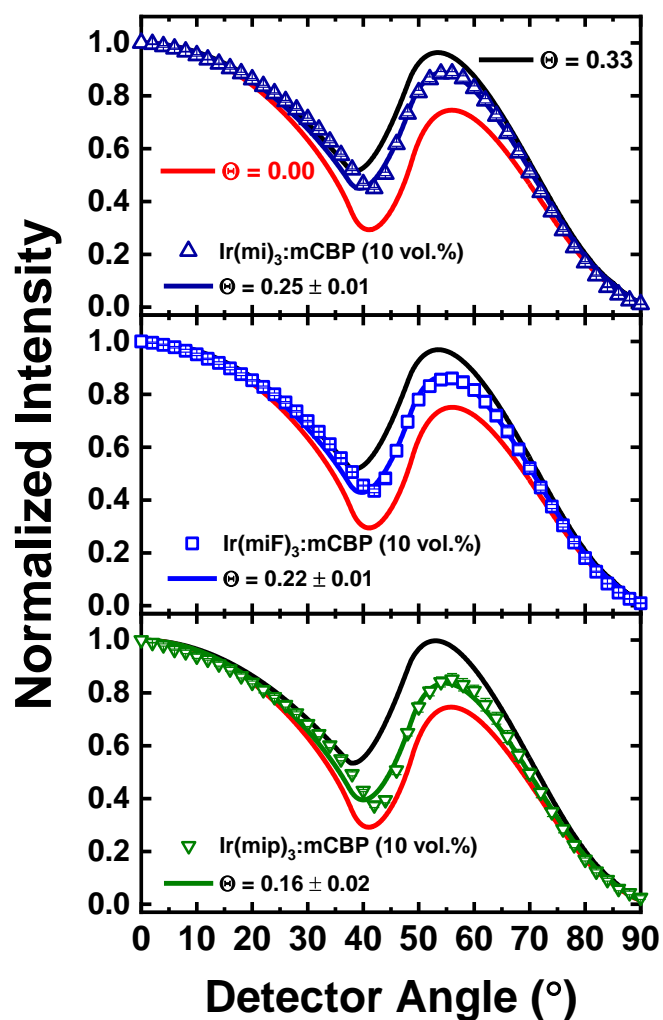 Normalized Intensity
1.0
0.8
0.6
0.4
0.2
0.0
Θ = 0.33
Θ = 0.00
Ir(mi)₃:mCBP (10 vol.%)
Θ = 0.25 ± 0.01
1.0
0.8
0.6
0.4
0.2
0.0
Ir(miF)₃:mCBP (10 vol.%)
Θ = 0.22 ± 0.01
1.0
0.8
0.6
0.4
0.2
0.0
Ir(mip)₃:mCBP (10 vol.%)
Θ = 0.16 ± 0.02
0 10 20 30 40 50 60 70 80 90
Detector Angle (°)